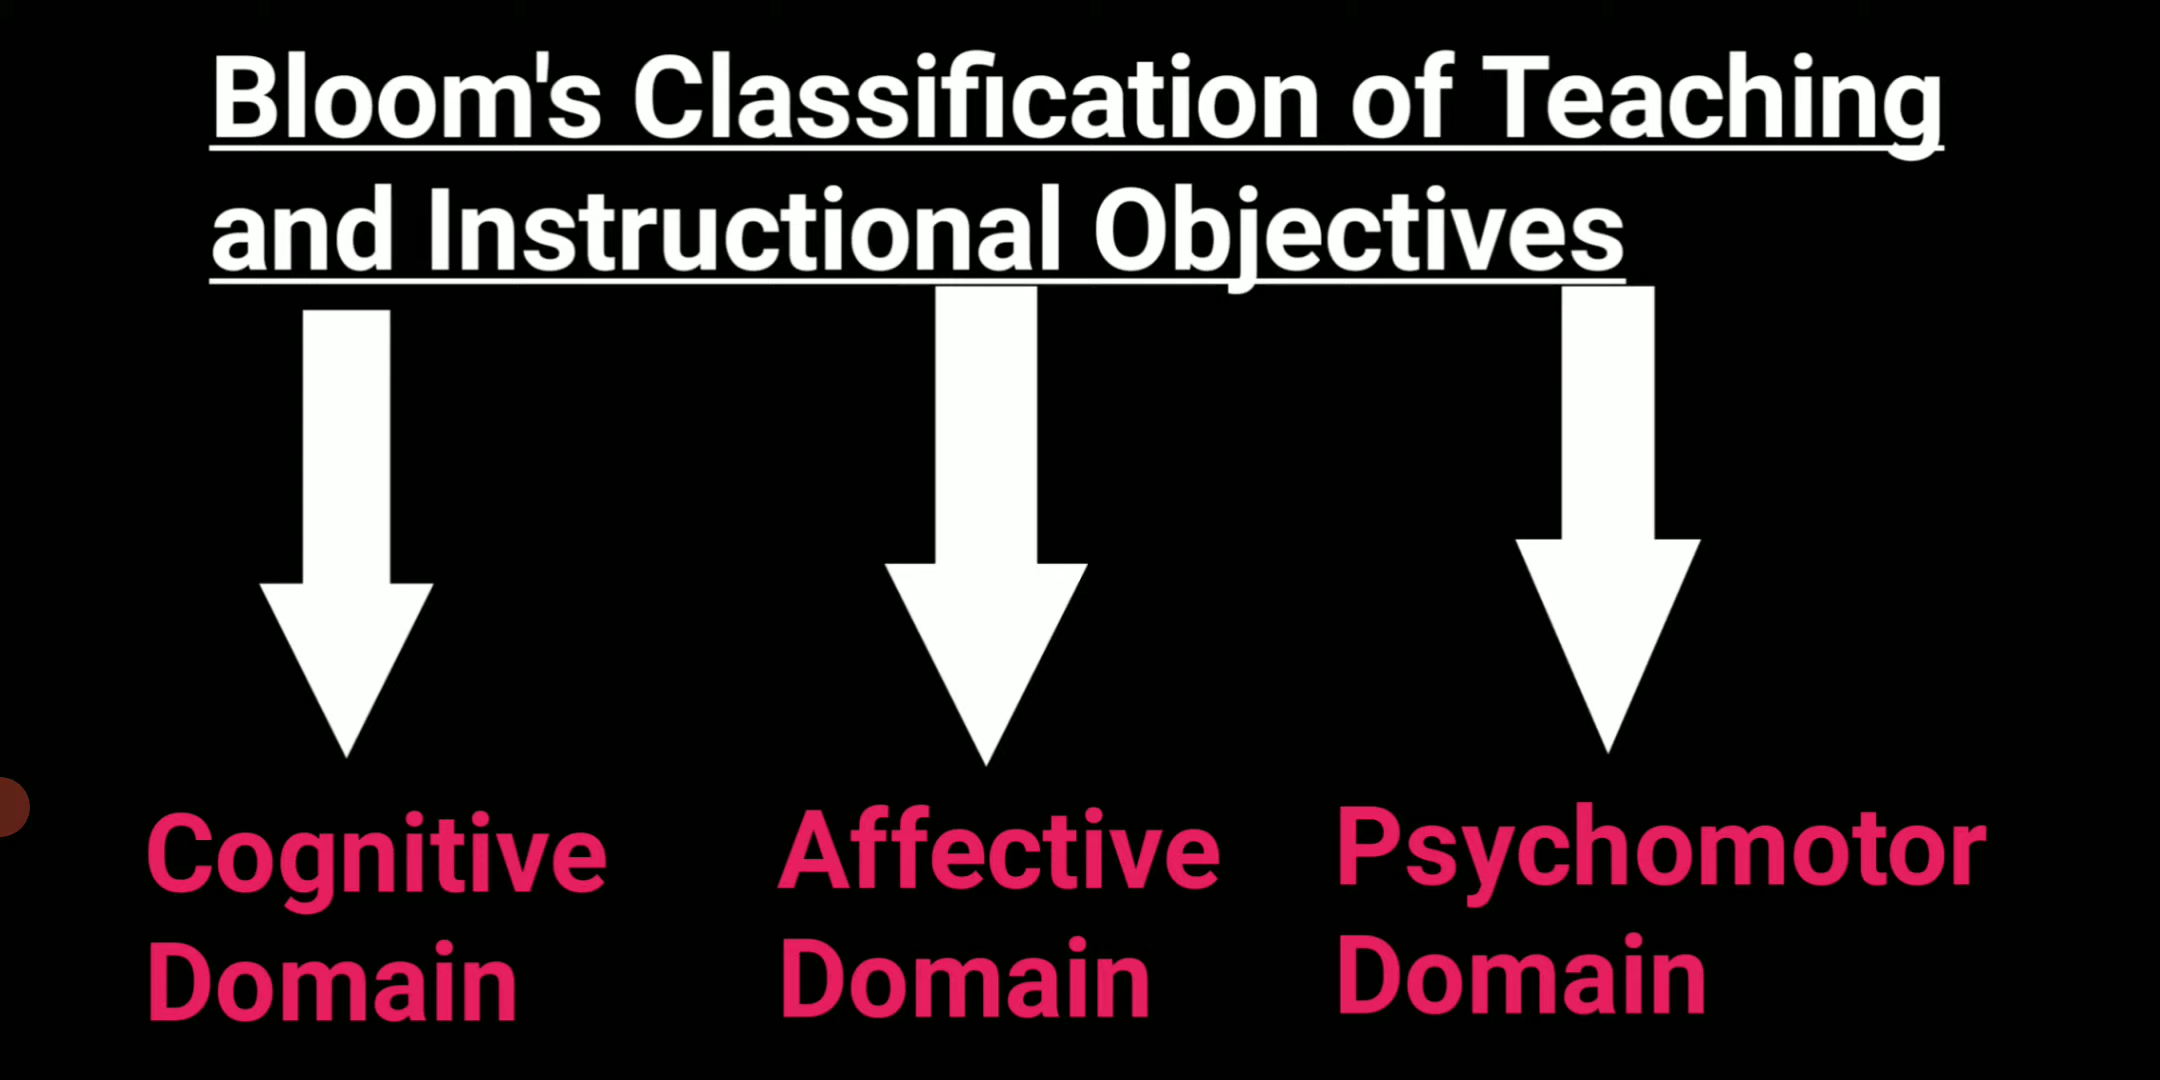 Bloom's Classification of Teaching
and Instructional Objectives
Cognitive
Domain
Affective
Domain
Psychomotor
Domain